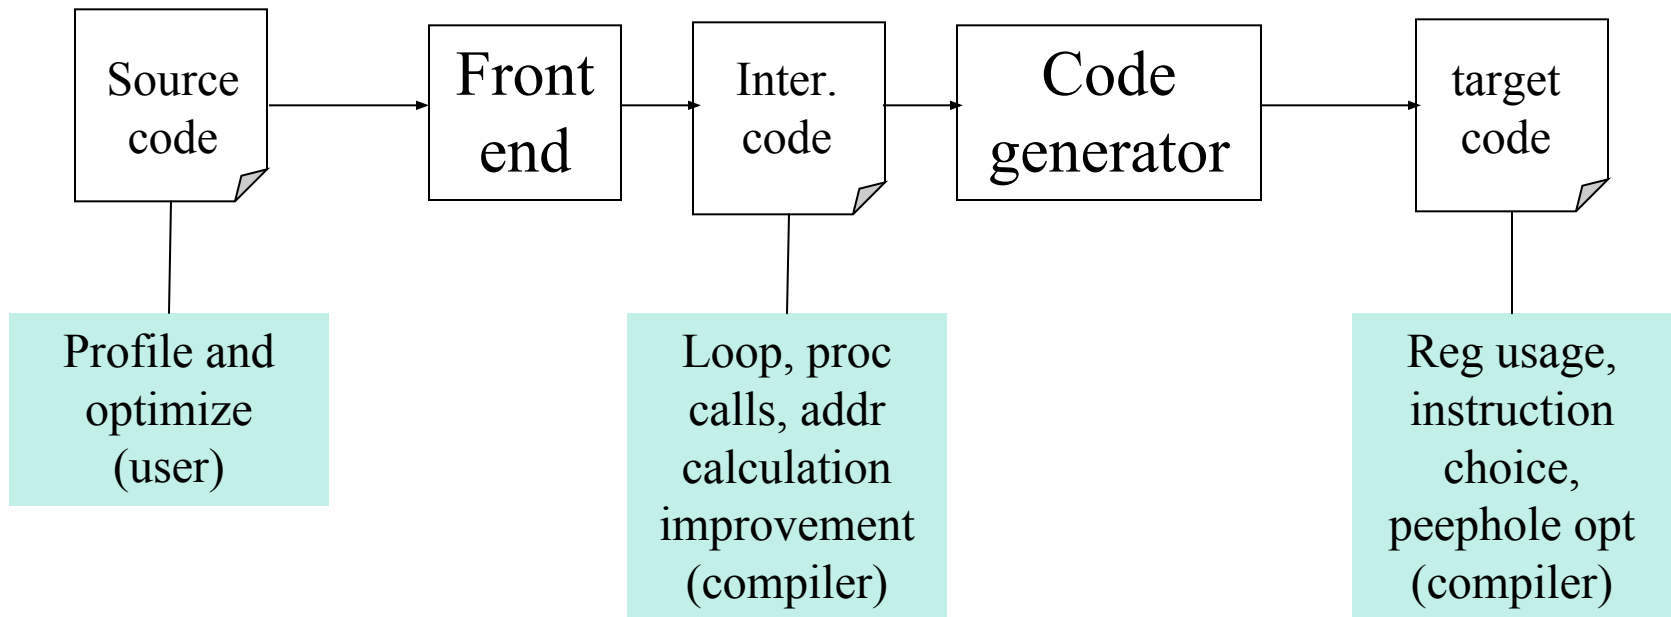 Source
code
Front
end
Inter.
code
Code
generator
target
code
Profile and
optimize
(user)
Loop, proc
calls, addr
calculation
improvement
(compiler)
Reg usage,
instruction
choice,
peephole opt
(compiler)